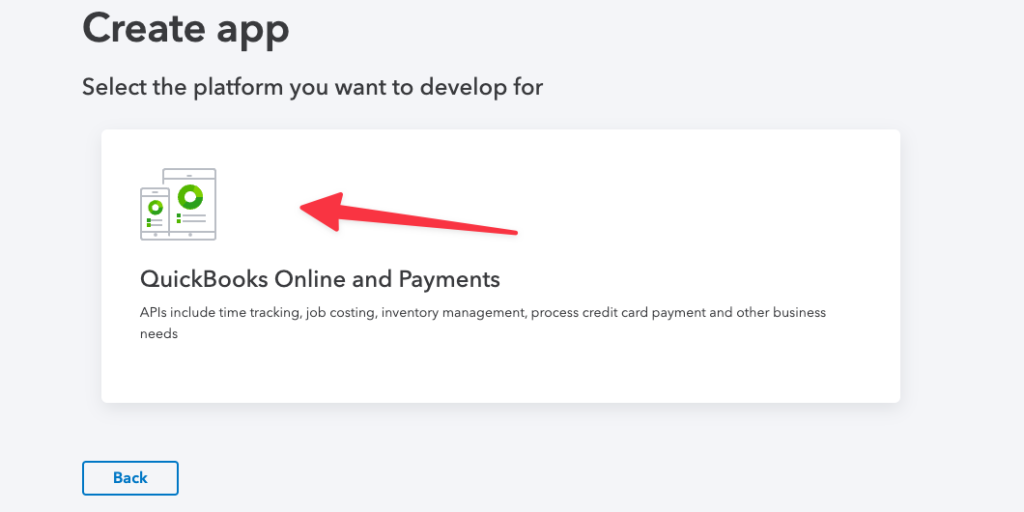 Create app
Select the platform you want to develop for
QuickBooks Online and Payments
APIs include time tracking, job costing, inventory management, process credit card payment and other business
needs
Back